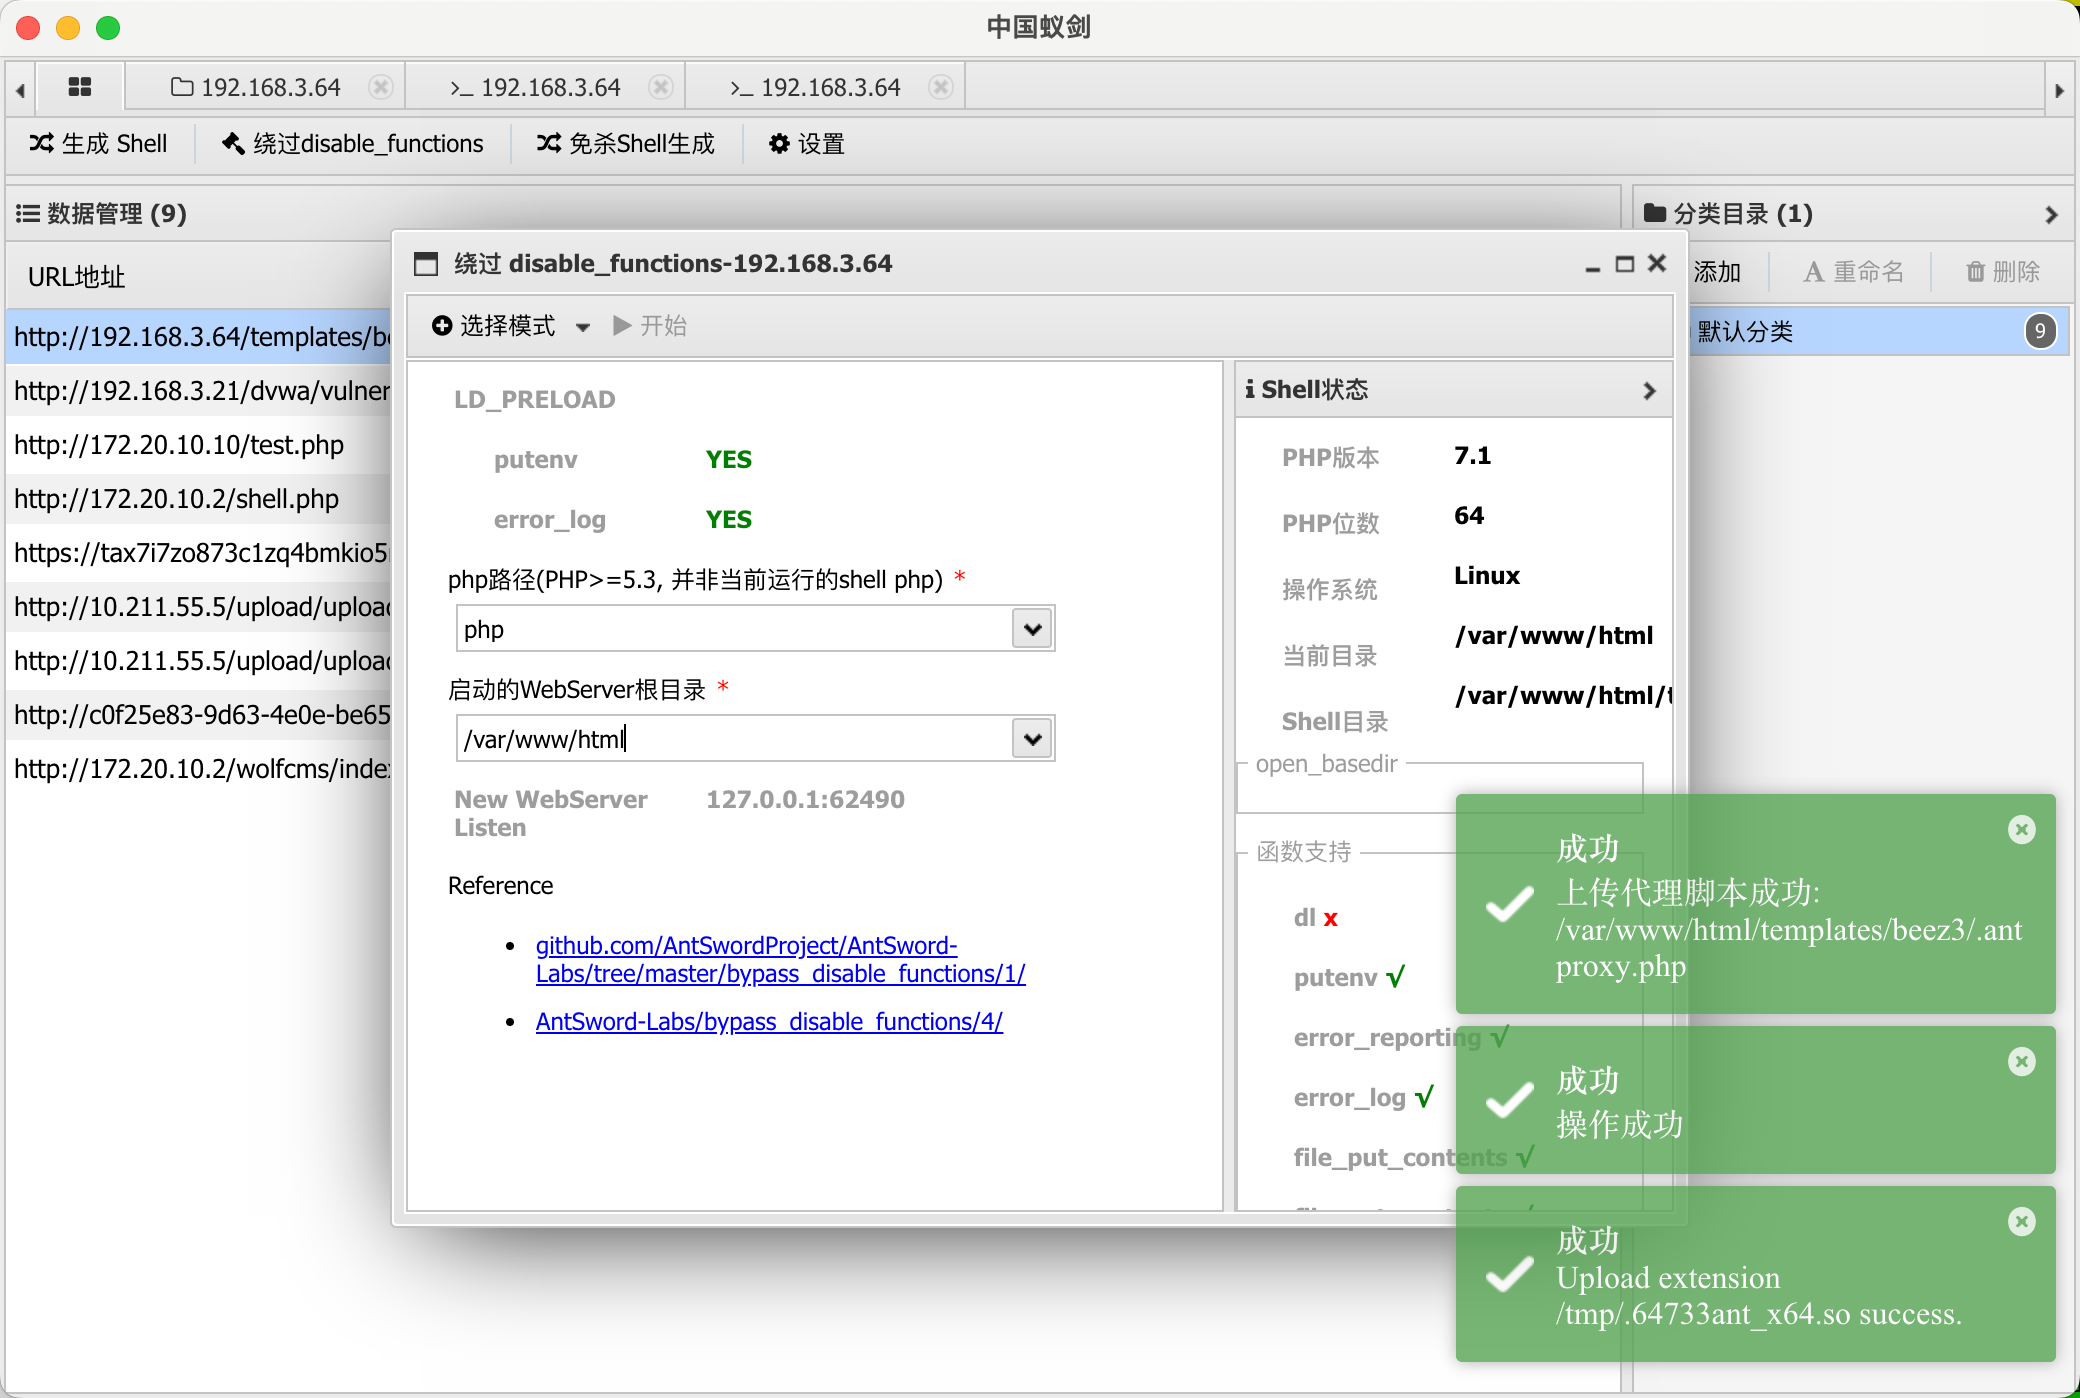 中国蚁剑
192.168.3.64
>_ 192.168.3.64
>_ 192.168.3.64
生成 Shell
绕过disable_functions
免杀Shell生成
设置
数据管理 (9)
URL地址
http://192.168.3.64/templates/be
http://192.168.3.21/dvwa/vulner
http://172.20.10.10/test.php
http://172.20.10.2/shell.php
https://tax7i7zo873c1zq4bmkio5
http://10.211.55.5/upload/upload
http://10.211.55.5/upload/upload
http://c0f25e83-9d63-4e0e-be65
http://172.20.10.2/wolfcms/index
分类目录 (1)
添加
重命名
删除
默认分类
9
绕过 disable_functions-192.168.3.64
选择模式
开始
LD_PRELOAD
putenv YES
error_log YES
php路径(PHP>=5.3, 并非当前运行的shell php) *
php
启动的WebServer根目录 *
/var/www/html
New WebServer Listen 127.0.0.1:62490
Reference
github.com/AntSwordProject/AntSword-
Labs/tree/master/bypass_disable_functions/1/
AntSword-Labs/bypass_disable_functions/4/
Shell状态
PHP版本 7.1
PHP位数 64
操作系统 Linux
当前目录 /var/www/html
Shell目录 /var/www/html/t
open_basedir
函数支持
dl x
putenv √
error_reporting √
error_log √
file_put_contents √
成功
上传代理脚本成功:
/var/www/html/templates/beez3/.ant
proxy.php
成功
操作成功
成功
Upload extension
/tmp/.64733ant_x64.so success.